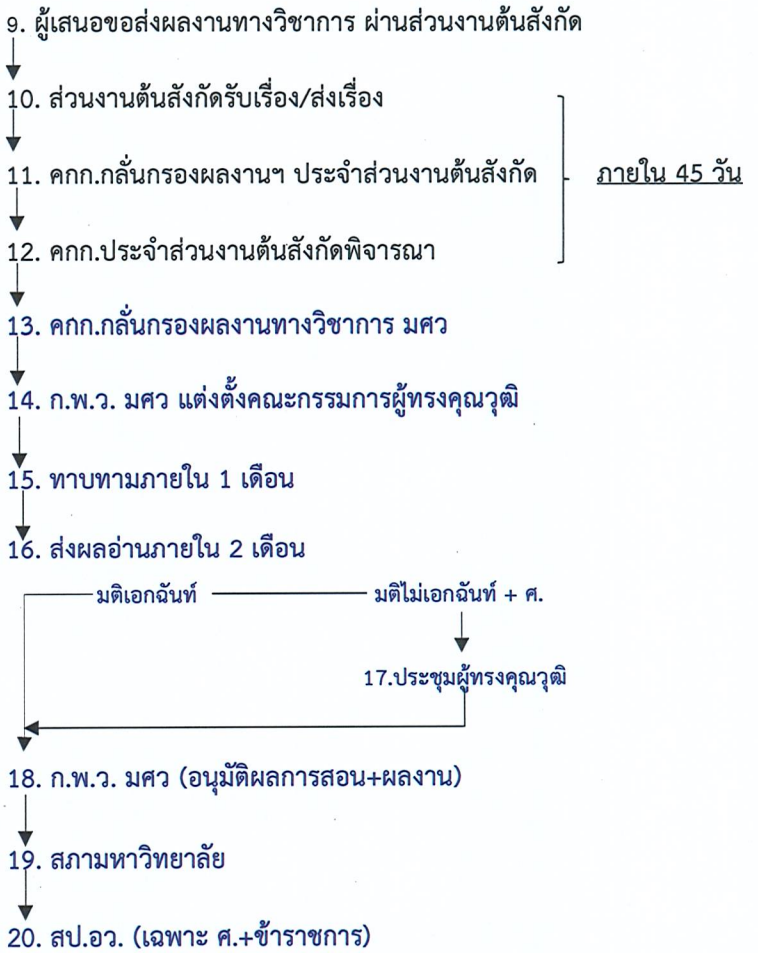 9. ผู้เสนอขอส่งผลงานทางวิชาการ ผ่านส่วนงานต้นสังกัด
10. ส่วนงานต้นสังกัดรับเรื่อง/ส่งเรื่อง
11. คกก.กลั่นกรองผลงานฯ ประจำส่วนงานต้นสังกัด
ภายใน 45 วัน
12. คกก.ประจำส่วนงานต้นสังกัดพิจารณา
13. คกก.กลั่นกรองผลงานทางวิชาการ มศว
14. ก.พ.ว. มศว แต่งตั้งคณะกรรมการผู้ทรงคุณวุฒิ
15. ทาบทามภายใน 1 เดือน
16. ส่งผลอ่านภายใน 2 เดือน
มติเอกฉันท์
มติไม่เอกฉันท์ + ศ.
17.ประชุมผู้ทรงคุณวุฒิ
18. ก.พ.ว. มศว (อนุมัติผลการสอน+ผลงาน)
19. สภามหาวิทยาลัย
20. สป.อว. (เฉพาะ ศ.+ข้าราชการ)